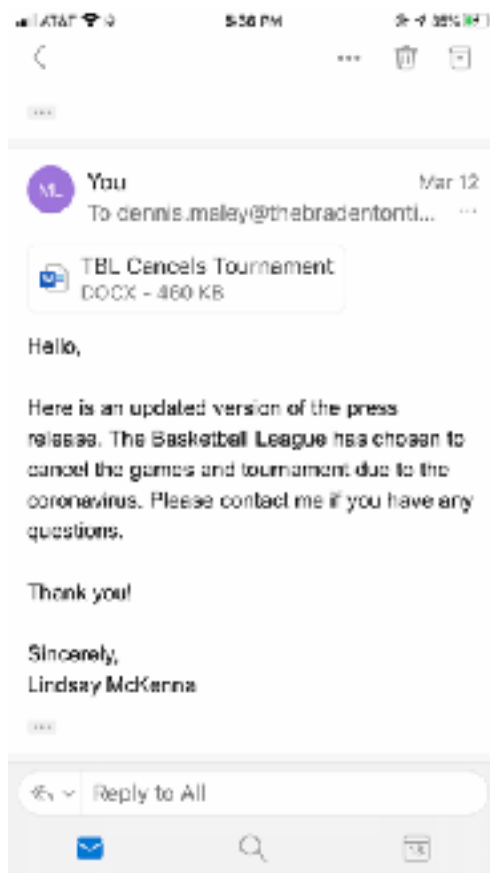 AT&T
5:36 PM
35%
...
...
ML
You
Mar 12
To dennis.maley@thebradentonti...
...
TBL Cancels Tournament
DOCX - 460 KB
Hello,
Here is an updated version of the press
release. The Basketball League has chosen to
cancel the games and tournament due to the
coronavirus. Please contact me if you have any
questions.
Thank you!
Sincerely,
Lindsay McKenna
...
Reply to All